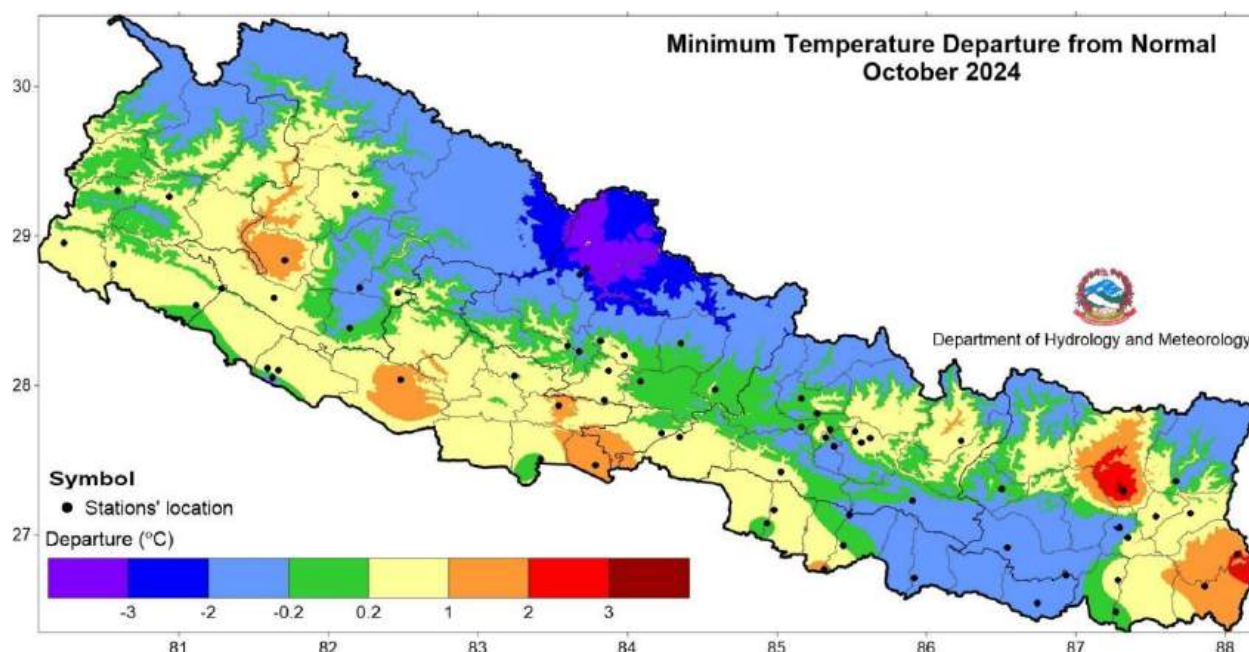 Minimum Temperature Departure from Normal
October 2024
30
29
28
27
Department of Hydrology and Meteorology
Symbol
Stations' location
Departure (°C)
-3 -2 -0.2 0.2 1 2 3
81 82 83 84 85 86 87 88